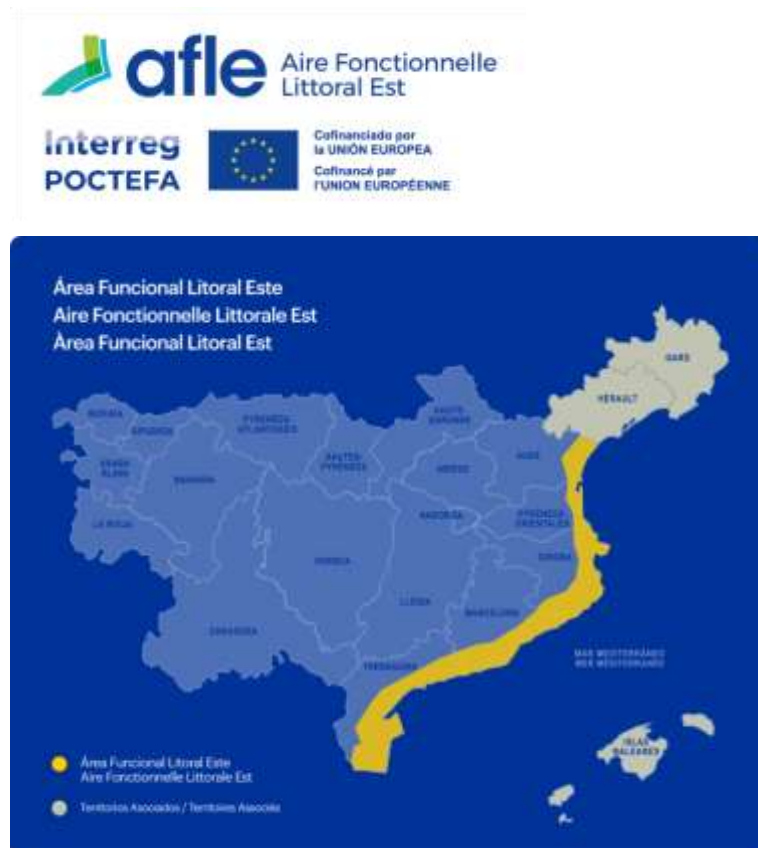 afle
Aire Fonctionnelle
Littoral Est
Interreg
POCTEFA
Cofinanciado por
la UNIÓN EUROPEA
Cofinancé par
l'UNION EUROPÉENNE
Área Funcional Litoral Este
Aire Fonctionnelle Littorale Est
Àrea Funcional Litoral Est
GARD
HÉRAULT
BIZKAIA
GIPUZKOA
PYRÉNÉES-
ATLANTIQUES
HAUTE-
GARONNE
HAUTES-
PYRÉNÉES
ARIÈGE
AUDE
NAVARRA
LA RIOJA
ANDORRA
PYRÉNÉES-
ORIENTALES
HUESCA
GIRONA
LLEIDA
BARCELONA
ZARAGOZA
TARRAGONA
MAR MEDITERRÁNEO
MER MÉDITERRANÉE
ISLAS
BALEARES
Área Funcional Litoral Este
Aire Fonctionnelle Littorale Est
Territorios Asociados / Territoires Associés